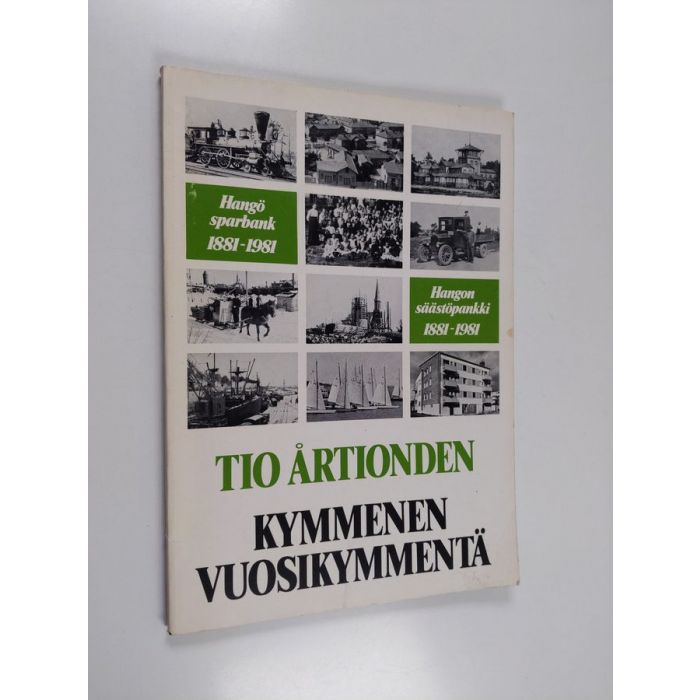 Hangö
sparbank
1881-1981
Hangon
säästöpankki
1881-1981
TIO ÅRTIONDEN
KYMMENEN
VUOSIKYMMENTÄ